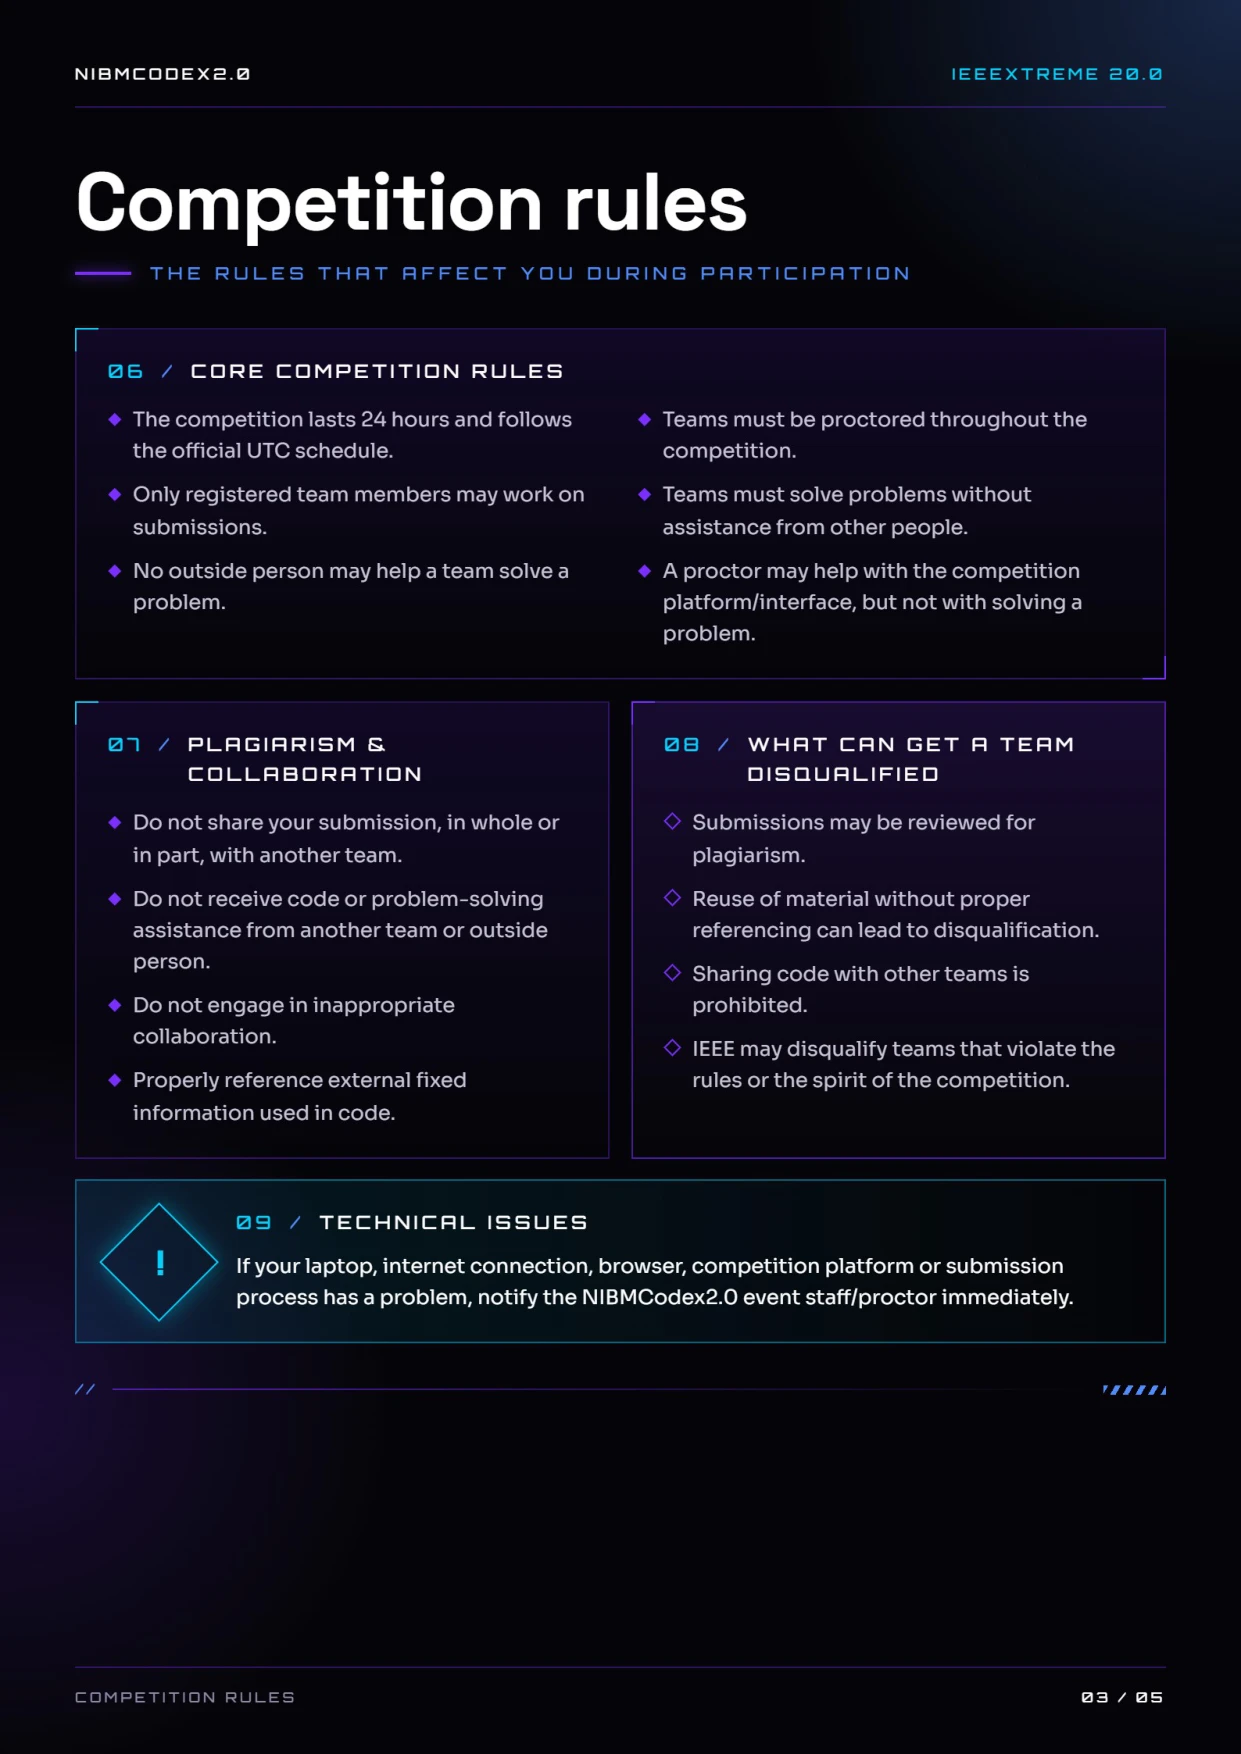 NIBMCODEX2.0
IEEEXTREME 20.0
Competition rules
THE RULES THAT AFFECT YOU DURING PARTICIPATION
06 / CORE COMPETITION RULES
The competition lasts 24 hours and follows
the official UTC schedule.
Only registered team members may work on
submissions.
No outside person may help a team solve a
problem.
Teams must be proctored throughout the
competition.
Teams must solve problems without
assistance from other people.
A proctor may help with the competition
platform/interface, but not with solving a
problem.
07 / PLAGIARISM &
COLLABORATION
Do not share your submission, in whole or
in part, with another team.
Do not receive code or problem-solving
assistance from another team or outside
person.
Do not engage in inappropriate
collaboration.
Properly reference external fixed
information used in code.
08 / WHAT CAN GET A TEAM
DISQUALIFIED
Submissions may be reviewed for
plagiarism.
Reuse of material without proper
referencing can lead to disqualification.
Sharing code with other teams is
prohibited.
IEEE may disqualify teams that violate the
rules or the spirit of the competition.
!
09 / TECHNICAL ISSUES
If your laptop, internet connection, browser, competition platform or submission
process has a problem, notify the NIBMCodex2.0 event staff/proctor immediately.
//
COMPETITION RULES
03 / 05